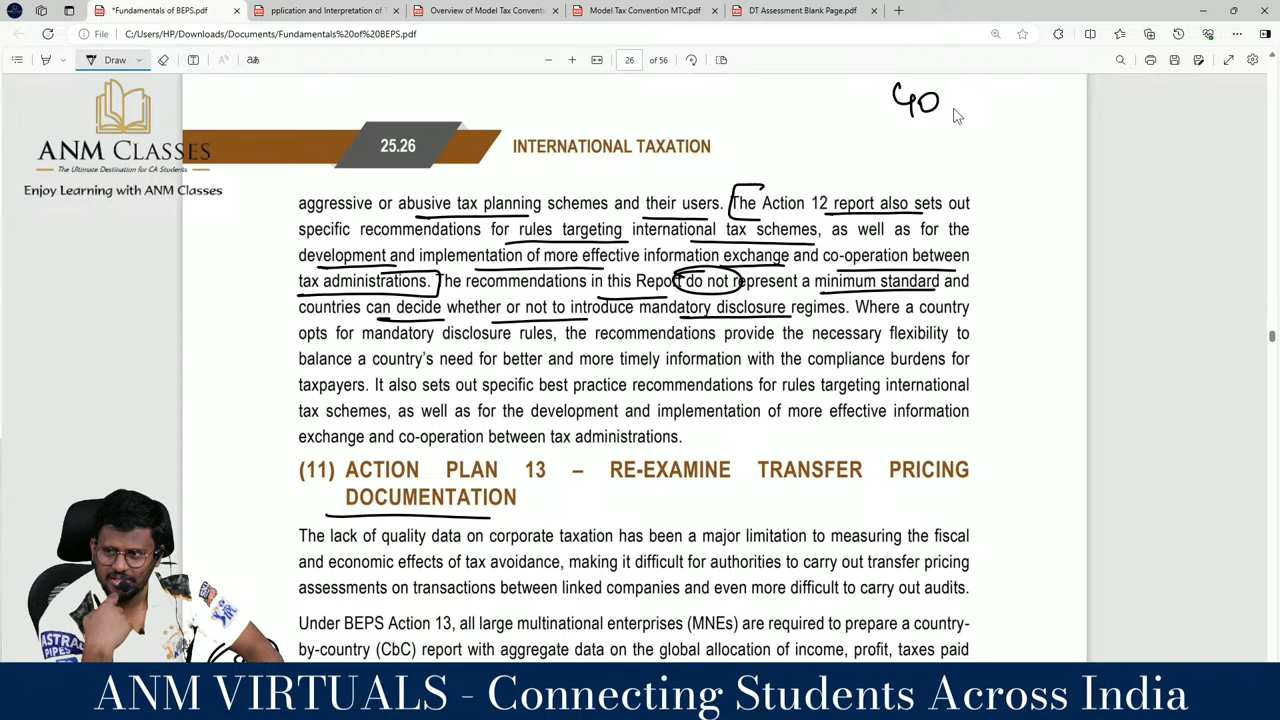 *Fundamentals of BEPS.pdf
pplication and Interpretation of T
Overview of Model Tax Conventi
Model Tax Convention MTC.pdf
DT Assessment Blank Page.pdf
File
C:/Users/HP/Downloads/Documents/Fundamentals%20of%20BEPS.pdf
Draw
26 of 56
40
ANM CLASSES
The Ultimate Destination for CA Students
Enjoy Learning with ANM Classes
25.26
INTERNATIONAL TAXATION
aggressive or abusive tax planning schemes and their users. The Action 12 report also sets out
specific recommendations for rules targeting international tax schemes, as well as for the
development and implementation of more effective information exchange and co-operation between
tax administrations. The recommendations in this Report do not represent a minimum standard and
countries can decide whether or not to introduce mandatory disclosure regimes. Where a country
opts for mandatory disclosure rules, the recommendations provide the necessary flexibility to
balance a country's need for better and more timely information with the compliance burdens for
taxpayers. It also sets out specific best practice recommendations for rules targeting international
tax schemes, as well as for the development and implementation of more effective information
exchange and co-operation between tax administrations.
(11) ACTION PLAN 13 – RE-EXAMINE TRANSFER PRICING
DOCUMENTATION
The lack of quality data on corporate taxation has been a major limitation to measuring the fiscal
and economic effects of tax avoidance, making it difficult for authorities to carry out transfer pricing
assessments on transactions between linked companies and even more difficult to carry out audits.
Under BEPS Action 13, all large multinational enterprises (MNEs) are required to prepare a country-
by-country (CbC) report with aggregate data on the global allocation of income, profit, taxes paid
ASTRAL
PIPES
IPL
ANM VIRTUALS - Connecting Students Across India